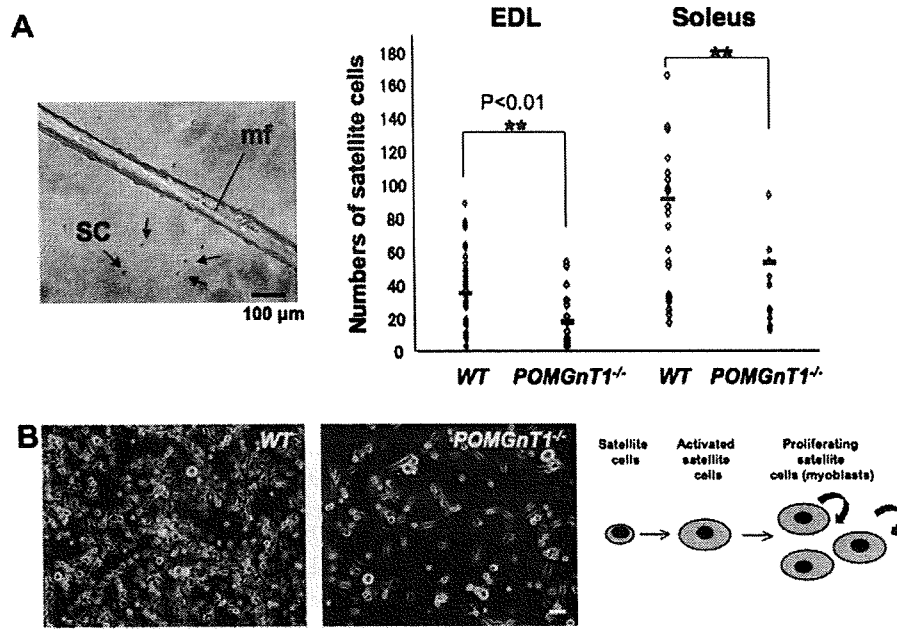 A
EDL
Soleus
mf
SC
100 µm
Numbers of satellite cells
180
160
140
120
100
80
60
40
20
0
P<0.01
**
**
WT
POMGnT1-/-
WT
POMGnT1-/-
B
WT
POMGnT1-/-
Satellite
cells
Activated
satellite
cells
Proliferating
satellite
cells (myoblasts)